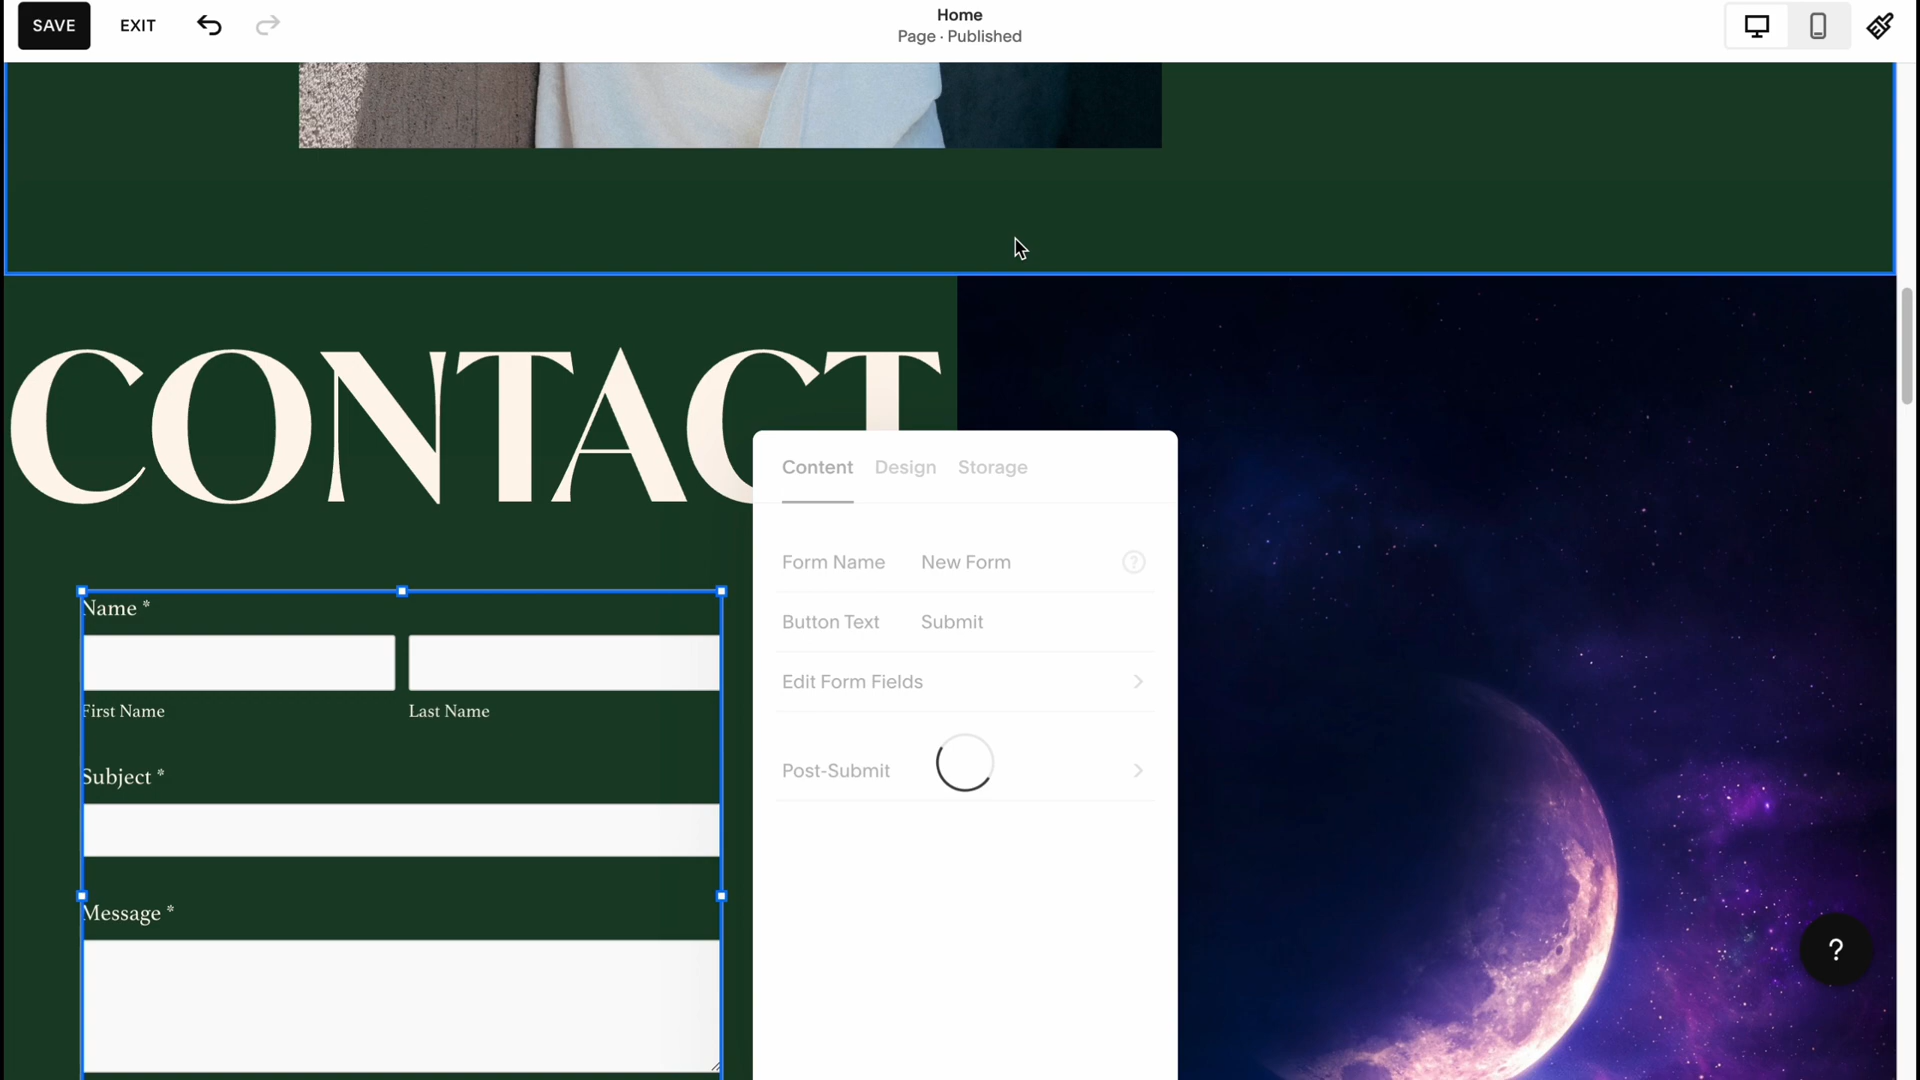 SAVE
EXIT
Home
Page · Published
CONTACT
Content Design Storage
Form Name New Form ?
Button Text Submit
Edit Form Fields
Post-Submit
Name *
First Name Last Name
Subject *
Message *
?